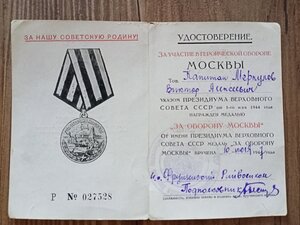 ЗА НАШУ СОВЕТСКУЮ РОДИНУ!
Р № 027528
УДОСТОВЕРЕНИЕ
ЗА УЧАСТИЕ В ГЕРОИЧЕСКОЙ ОБОРОНЕ
МОСКВЫ
Тов. Капитан Меркулов
Виктор Алексеевич
УКАЗОМ ПРЕЗИДИУМА ВЕРХОВНОГО
СОВЕТА СССР от 1-го мая 1944 года
НАГРАЖДЕН МЕДАЛЬЮ
„ЗА ОБОРОНУ МОСКВЫ"
От ИМЕНИ ПРЕЗИДИУМА ВЕРХОВНОГО
СОВЕТА СССР МЕДАЛЬ „ЗА ОБОРОНУ
МОСКВЫ" ВРУЧЕНА
Райвоенком
Подполковник